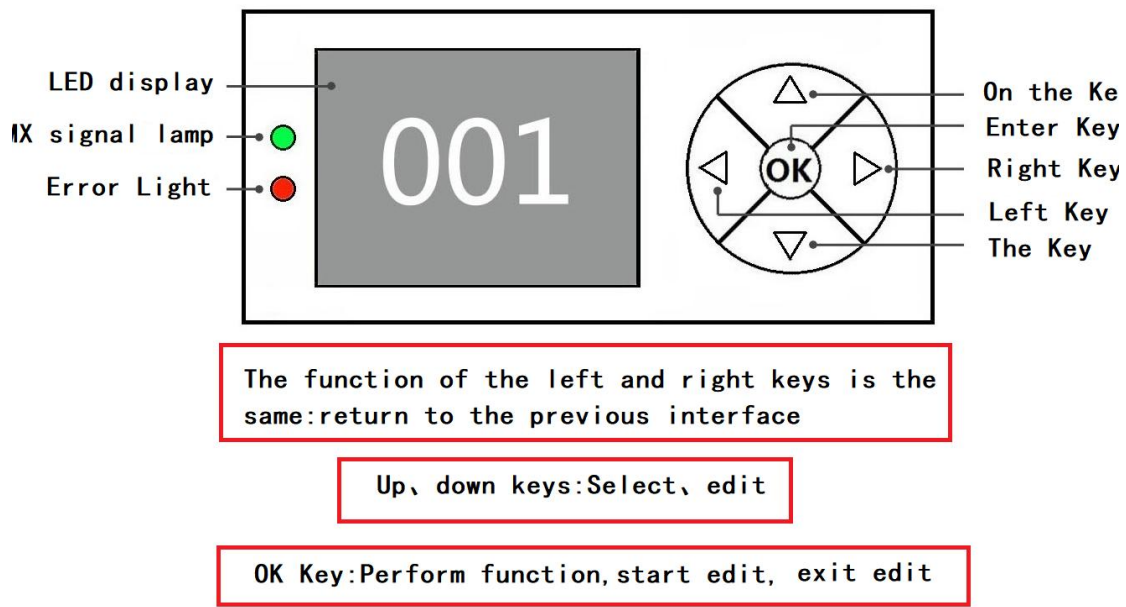 LED display
MX signal lamp
Error Light
001
OK
On the Ke
Enter Key
Right Key
Left Key
The Key
The function of the left and right keys is the
same:return to the previous interface
Up、down keys:Select、edit
OK Key:Perform function,start edit, exit edit